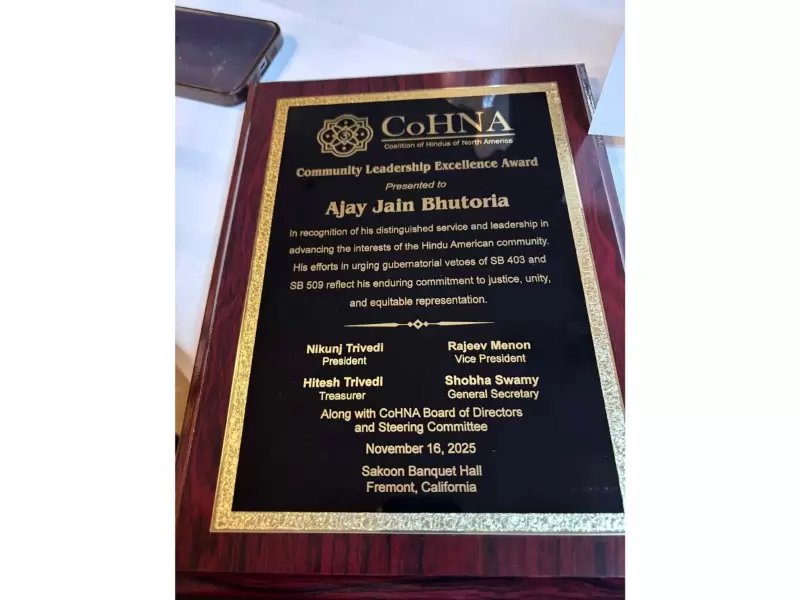 CoHNA
Coalition of Hindus of North America
Community Leadership Excellence Award
Presented to
Ajay Jain Bhutoria
In recognition of his distinguished service and leadership in
advancing the interests of the Hindu American community.
His efforts in urging gubernatorial vetoes of SB 403 and
SB 509 reflect his enduring commitment to justice, unity,
and equitable representation.
Nikunj Trivedi
President
Rajeev Menon
Vice President
Hitesh Trivedi
Treasurer
Shobha Swamy
General Secretary
Along with CoHNA Board of Directors
and Steering Committee
November 16, 2025
Sakoon Banquet Hall
Fremont, California